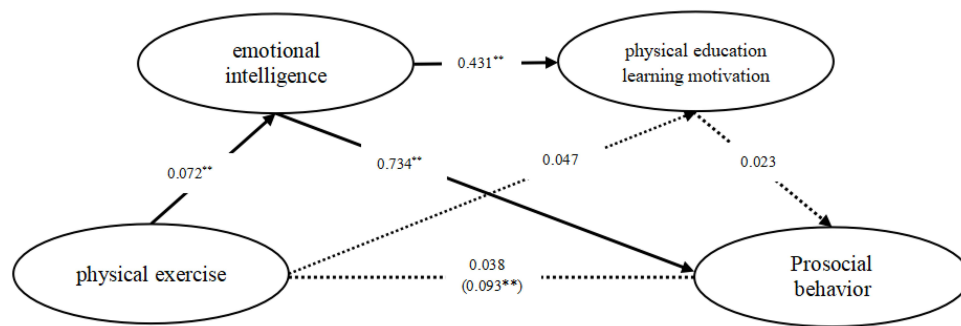 emotional
intelligence
0.431**
physical education
learning motivation
0.072**
0.734**
0.047
0.023
physical exercise
0.038
(0.093**)
Prosocial
behavior